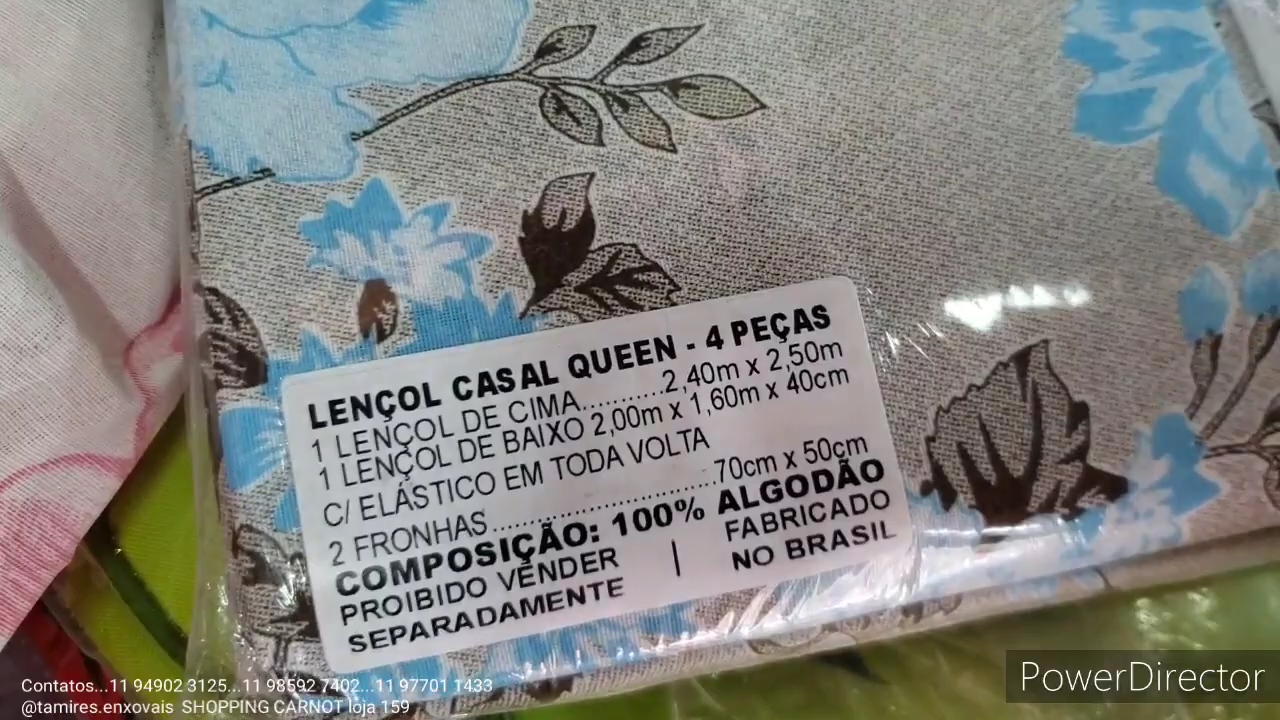 LENÇOL CASAL QUEEN - 4 PEÇAS
1 LENÇOL DE CIMA...........2,40m x 2,50m
1 LENÇOL DE BAIXO 2,00m x 1,60m x 40cm
C/ ELÁSTICO EM TODA VOLTA
2 FRONHAS..............................70cm x 50cm
COMPOSIÇÃO: 100% ALGODÃO
PROIBIDO VENDER
SEPARADAMENTE
|
FABRICADO
NO BRASIL
Contatos...11 94902 3125...11 98592 7402...11 97701 1433
@tamires.enxovais SHOPPING CARNOT loja 159
PowerDirector